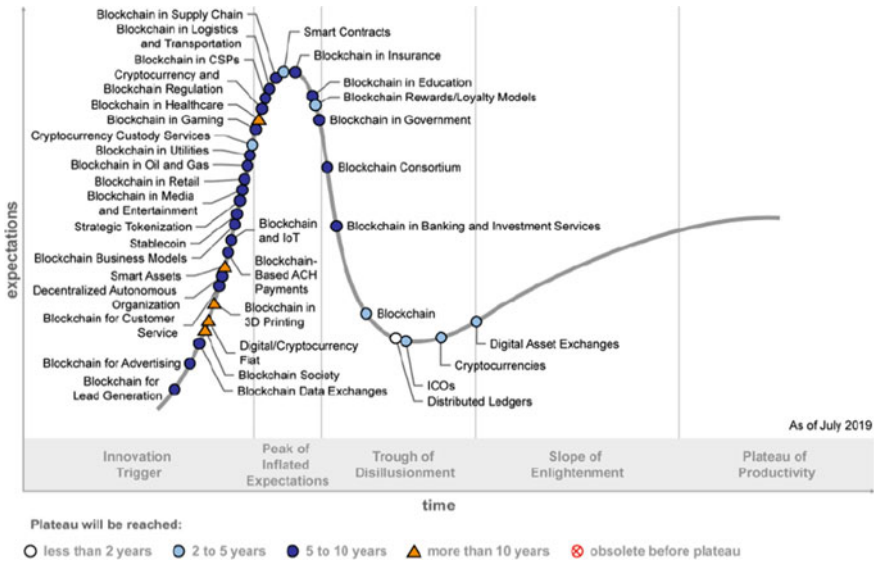 Blockchain in Supply Chain
Blockchain in Logistics
and Transportation
Blockchain in CSPs
Cryptocurrency and
Blockchain Regulation
Blockchain in Healthcare
Blockchain in Gaming
Cryptocurrency Custody Services
Blockchain in Utilities
Blockchain in Oil and Gas
Blockchain in Retail
Blockchain in Media
and Entertainment
Strategic Tokenization
Stablecoin
Blockchain Business Models
Smart Assets
Decentralized Autonomous
Organization
Blockchain for Customer
Service
Blockchain for Advertising
Blockchain for
Lead Generation
Smart Contracts
Blockchain in Insurance
Blockchain in Education
Blockchain Rewards/Loyalty Models
Blockchain in Government
Blockchain Consortium
Blockchain in Banking and Investment Services
Blockchain
and IoT
Blockchain-
Based ACH
Payments
Blockchain in
3D Printing
Digital/Cryptocurrency
Fiat
Blockchain Society
Blockchain Data Exchanges
Blockchain
Digital Asset Exchanges
Cryptocurrencies
ICOs
Distributed Ledgers
As of July 2019
expectations
Innovation
Trigger
Peak of
Inflated
Expectations
Trough of
Disillusionment
Slope of
Enlightenment
Plateau of
Productivity
time
Plateau will be reached:
less than 2 years
2 to 5 years
5 to 10 years
more than 10 years
obsolete before plateau